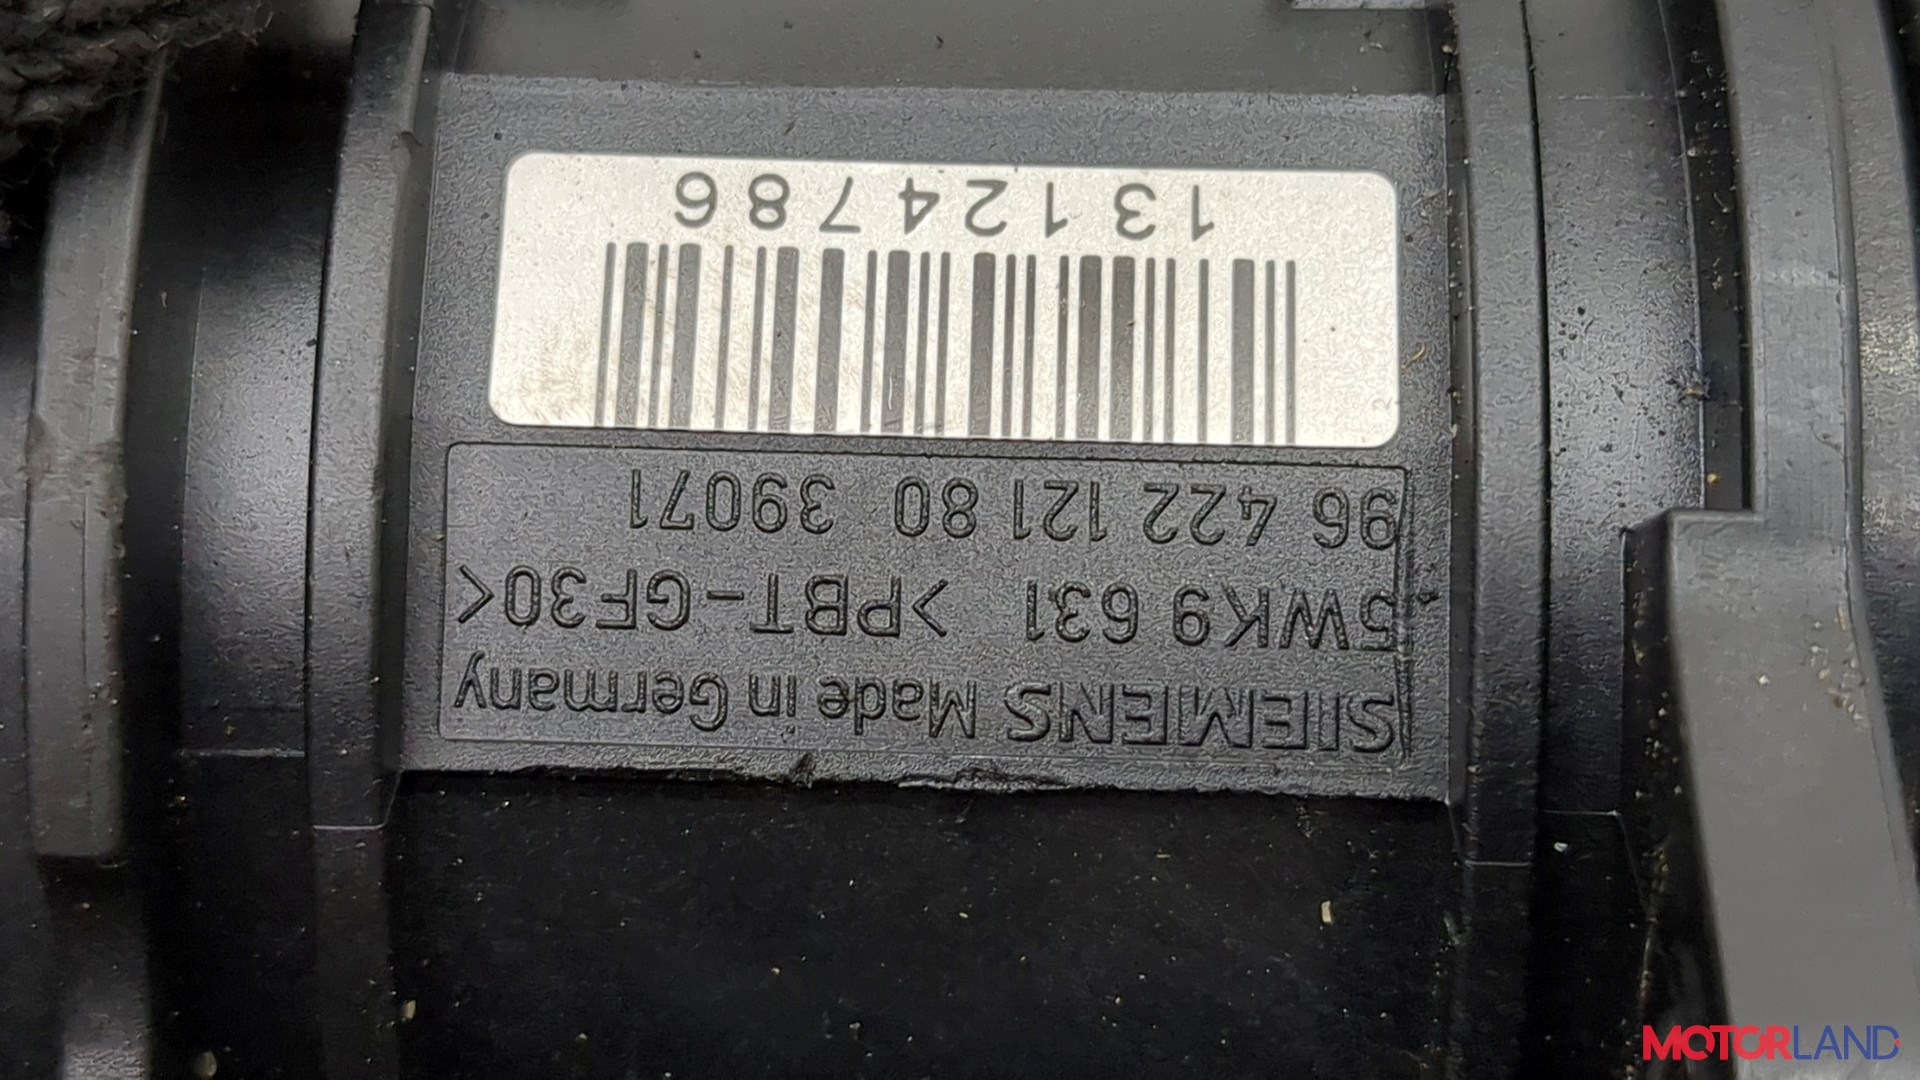 SIEMENS Made in Germany
5WK9 631 >PBT-GF30<
96 422 121 80 39071
13124786
MOTORLAND